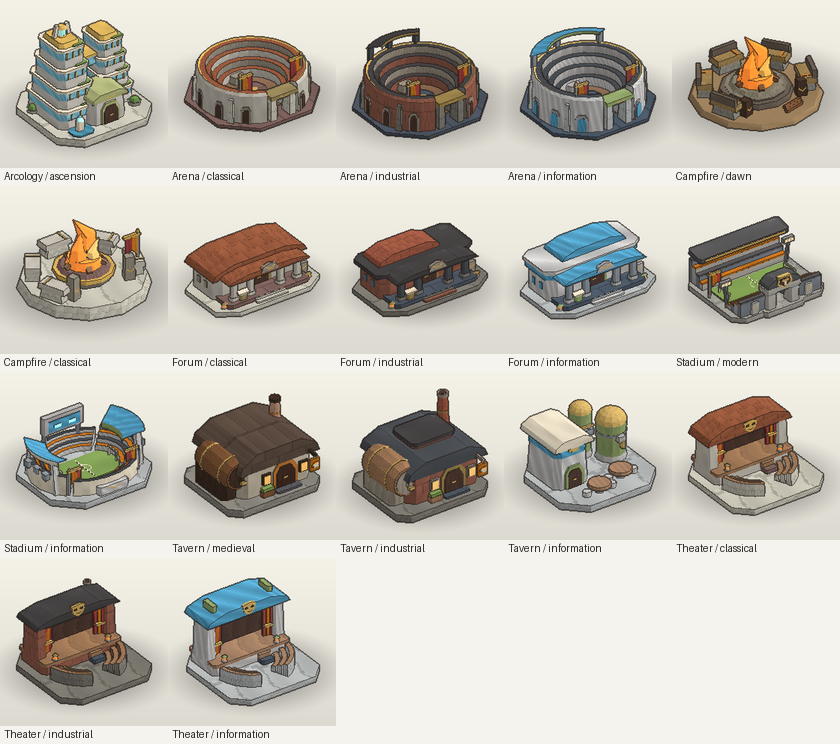 Arcology / ascension
Arena / classical
Arena / industrial
Arena / information
Campfire / dawn
Campfire / classical
Forum / classical
Forum / industrial
Forum / information
Stadium / modern
Stadium / information
Tavern / medieval
Tavern / industrial
Tavern / information
Theater / classical
Theater / industrial
Theater / information